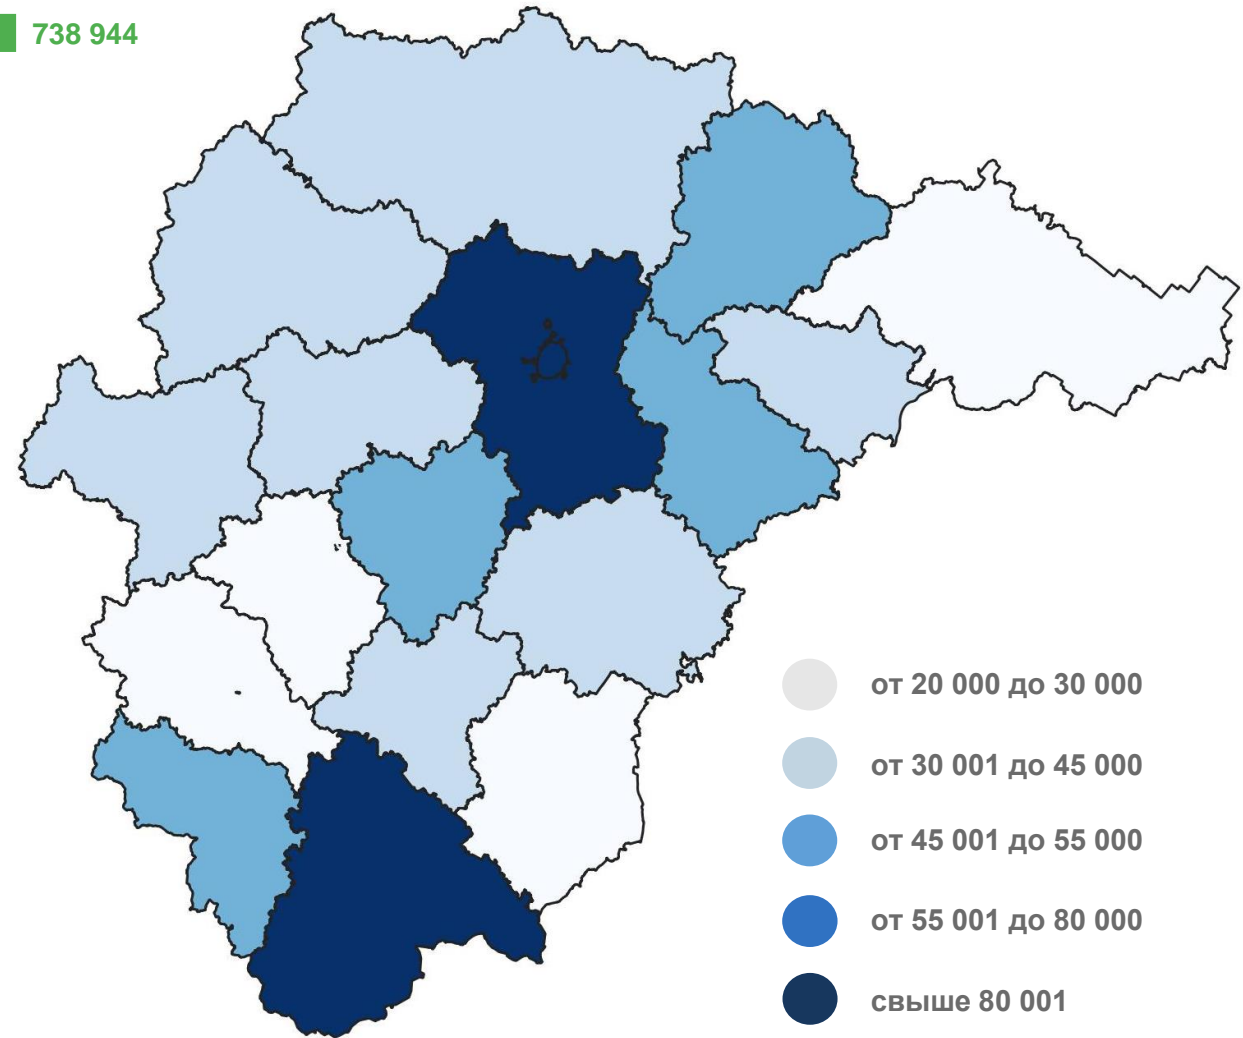 738 944
от 20 000 до 30 000
от 30 001 до 45 000
от 45 001 до 55 000
от 55 001 до 80 000
свыше 80 001